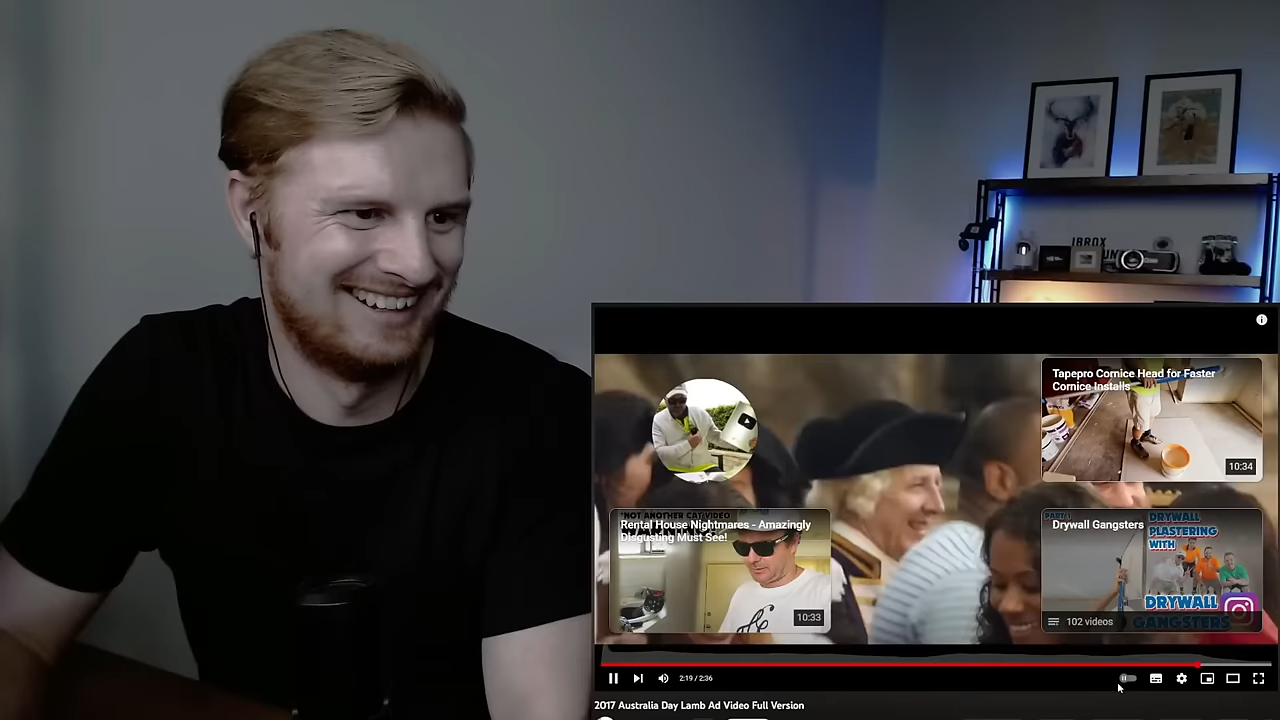 IBROX
Tapepro Cornice Head for Faster
Cornice Installs
10:34
*NOT ANOTHER CAT VIDEO
Rental House Nightmares - Amazingly
Disgusting Must See!
10:33
PART 1
Drywall Gangsters
DRYWALL
PLASTERING
WITH
DRYWALL
GANGSTERS
102 videos
2:19 / 2:36
2017 Australia Day Lamb Ad Video Full Version